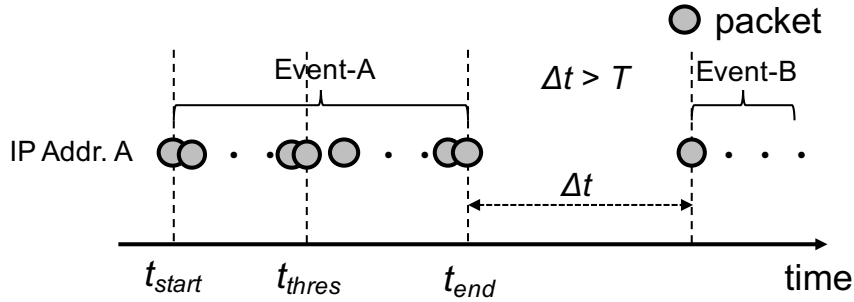 packet
Event-A
Δt > T
Event-B
IP Addr. A
Δt
t_start
t_thres
t_end
time